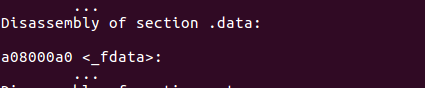 ...
Disassembly of section .data:
a08000a0 <_fdata>:
...